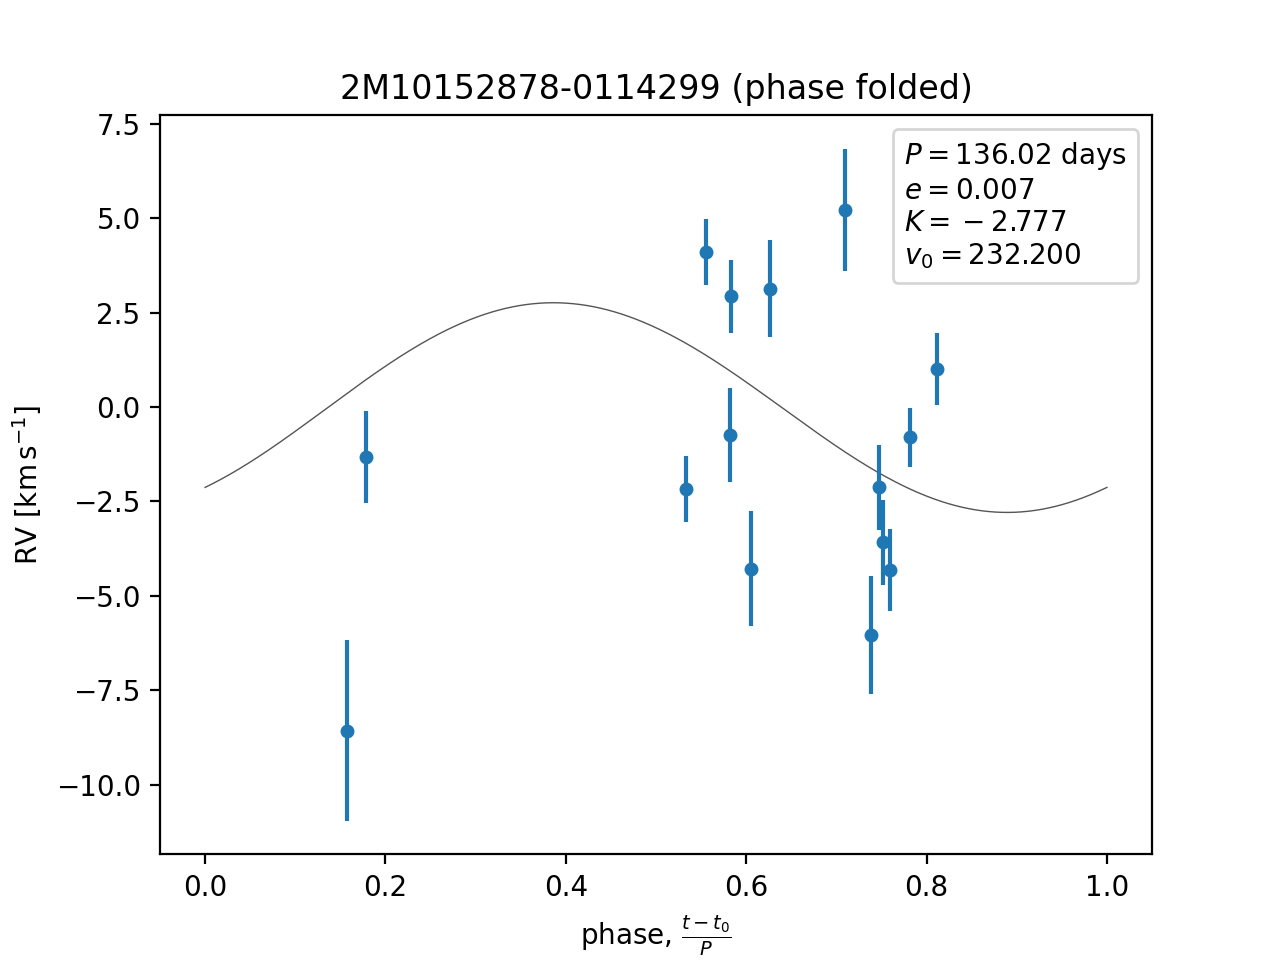 2M10152878-0114299 (phase folded)
P = 136.02 days
e = 0.007
K = −2.777
v₀ = 232.200
RV [km s⁻¹]
7.5
5.0
2.5
0.0
−2.5
−5.0
−7.5
−10.0
0.0 0.2 0.4 0.6 0.8 1.0
phase, (t − t₀)/P